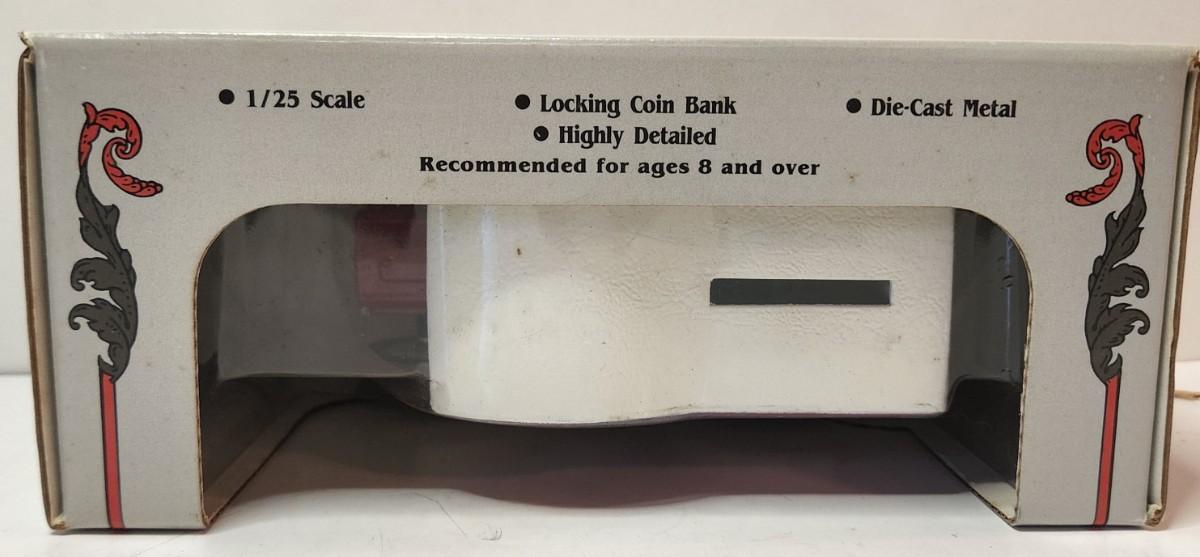 ● 1/25 Scale ● Locking Coin Bank ● Die-Cast Metal
● Highly Detailed
Recommended for ages 8 and over